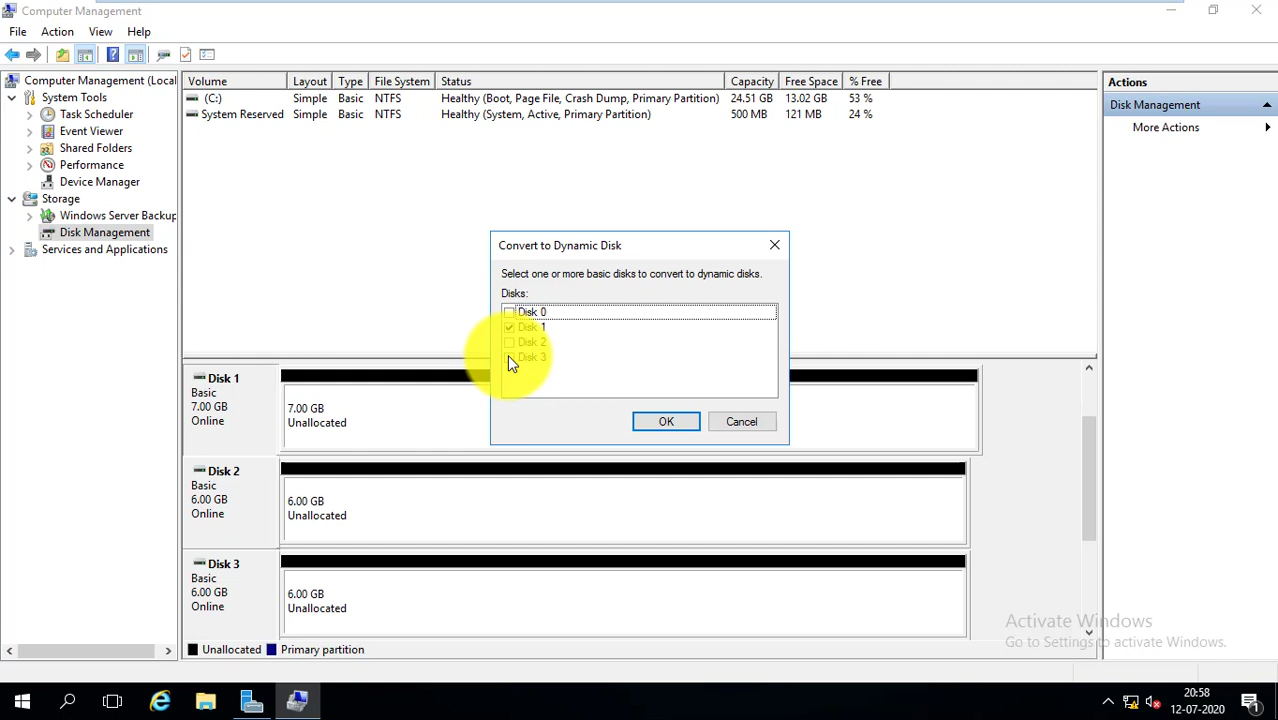 Computer Management
File Action View Help
Computer Management (Local
System Tools
Task Scheduler
Event Viewer
Shared Folders
Performance
Device Manager
Storage
Windows Server Backup
Disk Management
Services and Applications
Volume Layout Type File System Status Capacity Free Space % Free
(C:) Simple Basic NTFS Healthy (Boot, Page File, Crash Dump, Primary Partition) 24.51 GB 13.02 GB 53 %
System Reserved Simple Basic NTFS Healthy (System, Active, Primary Partition) 500 MB 121 MB 24 %
Convert to Dynamic Disk
Select one or more basic disks to convert to dynamic disks.
Disks:
Disk 0
Disk 1
Disk 2
Disk 3
OK Cancel
Disk 1
Basic
7.00 GB
Online
7.00 GB
Unallocated
Disk 2
Basic
6.00 GB
Online
6.00 GB
Unallocated
Disk 3
Basic
6.00 GB
Online
6.00 GB
Unallocated
Unallocated Primary partition
Actions
Disk Management
More Actions
Activate Windows
Go to Settings to activate Windows.
20:58
12-07-2020
1